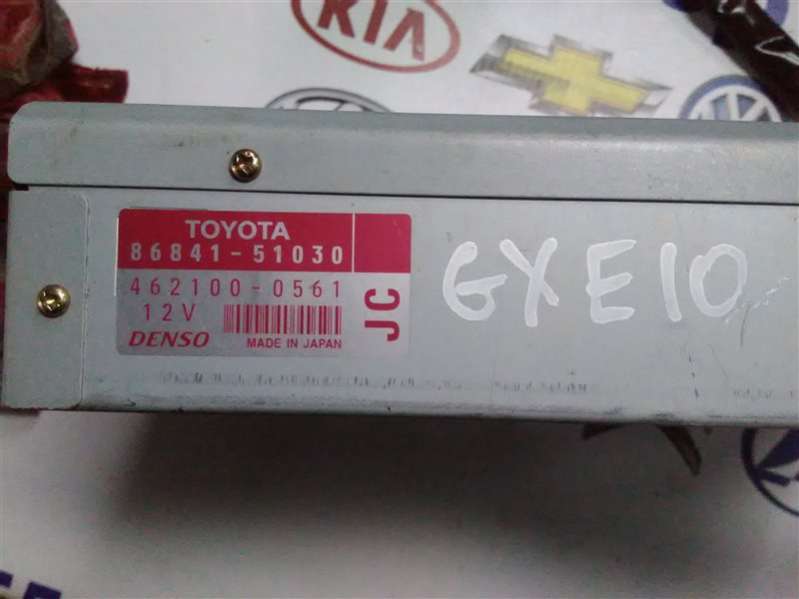 KIA
TOYOTA
86841-51030
462100-0561
12V
DENSO
MADE IN JAPAN
JC
GXE10